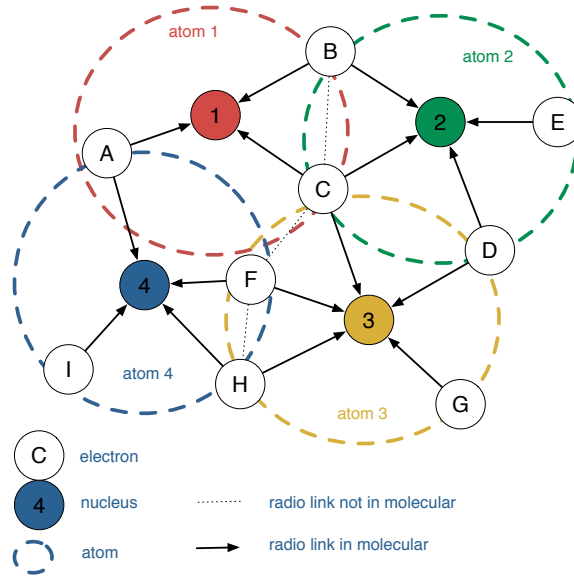 atom 1
B
atom 2
1
2
E
A
C
D
F
4
3
I
atom 4
H
G
atom 3
C
electron
4
nucleus
radio link not in molecular
atom
radio link in molecular